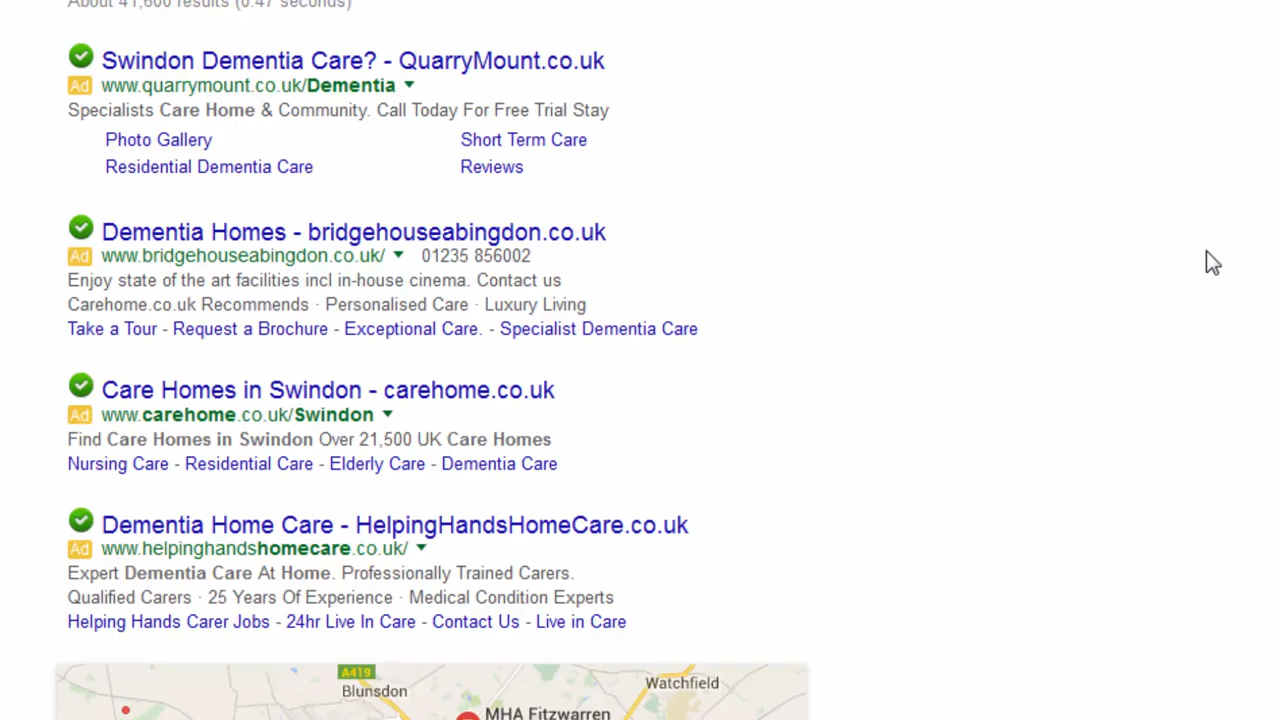 About 41,600 results (0.47 seconds)
Swindon Dementia Care? - QuarryMount.co.uk
Ad www.quarrymount.co.uk/Dementia
Specialists Care Home & Community. Call Today For Free Trial Stay
Photo Gallery Short Term Care
Residential Dementia Care Reviews
Dementia Homes - bridgehouseabingdon.co.uk
Ad www.bridgehouseabingdon.co.uk/ 01235 856002
Enjoy state of the art facilities incl in-house cinema. Contact us
Carehome.co.uk Recommends · Personalised Care · Luxury Living
Take a Tour - Request a Brochure - Exceptional Care. - Specialist Dementia Care
Care Homes in Swindon - carehome.co.uk
Ad www.carehome.co.uk/Swindon
Find Care Homes in Swindon Over 21,500 UK Care Homes
Nursing Care - Residential Care - Elderly Care - Dementia Care
Dementia Home Care - HelpingHandsHomeCare.co.uk
Ad www.helpinghandshomecare.co.uk/
Expert Dementia Care At Home. Professionally Trained Carers.
Qualified Carers · 25 Years Of Experience · Medical Condition Experts
Helping Hands Carer Jobs - 24hr Live In Care - Contact Us - Live in Care
A419
Blunsdon
Watchfield
MHA Fitzwarren